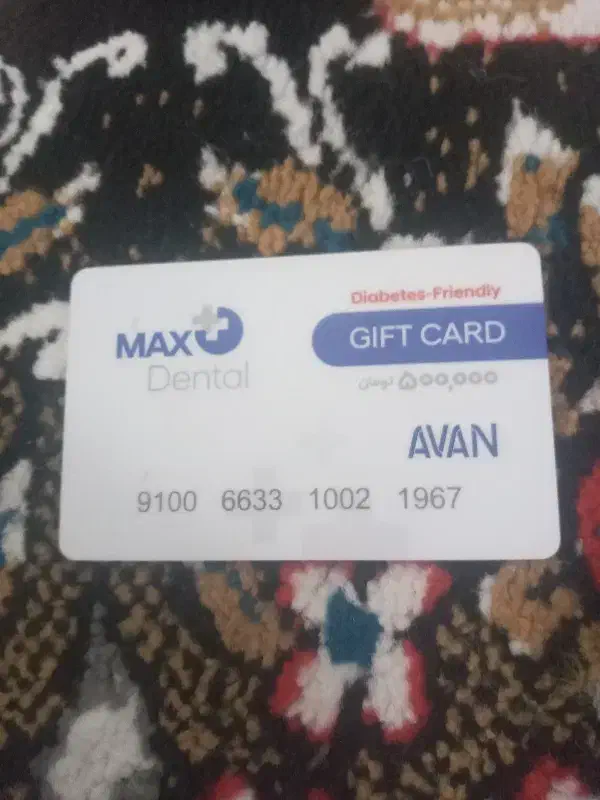 MAX
Dental
Diabetes-Friendly
GIFT CARD
۵۰۰,۰۰۰ تومان
AVAN
9100 6633 1002 1967